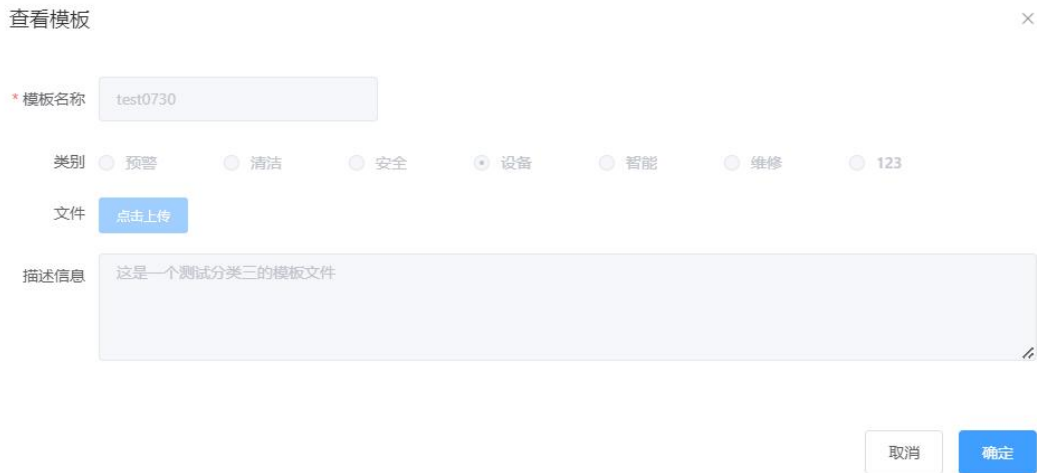 查看模板
* 模板名称 test0730
类别 预警 清洁 安全 设备 智能 维修 123
文件 点击上传
描述信息 这是一个测试分类三的模板文件
取消 确定